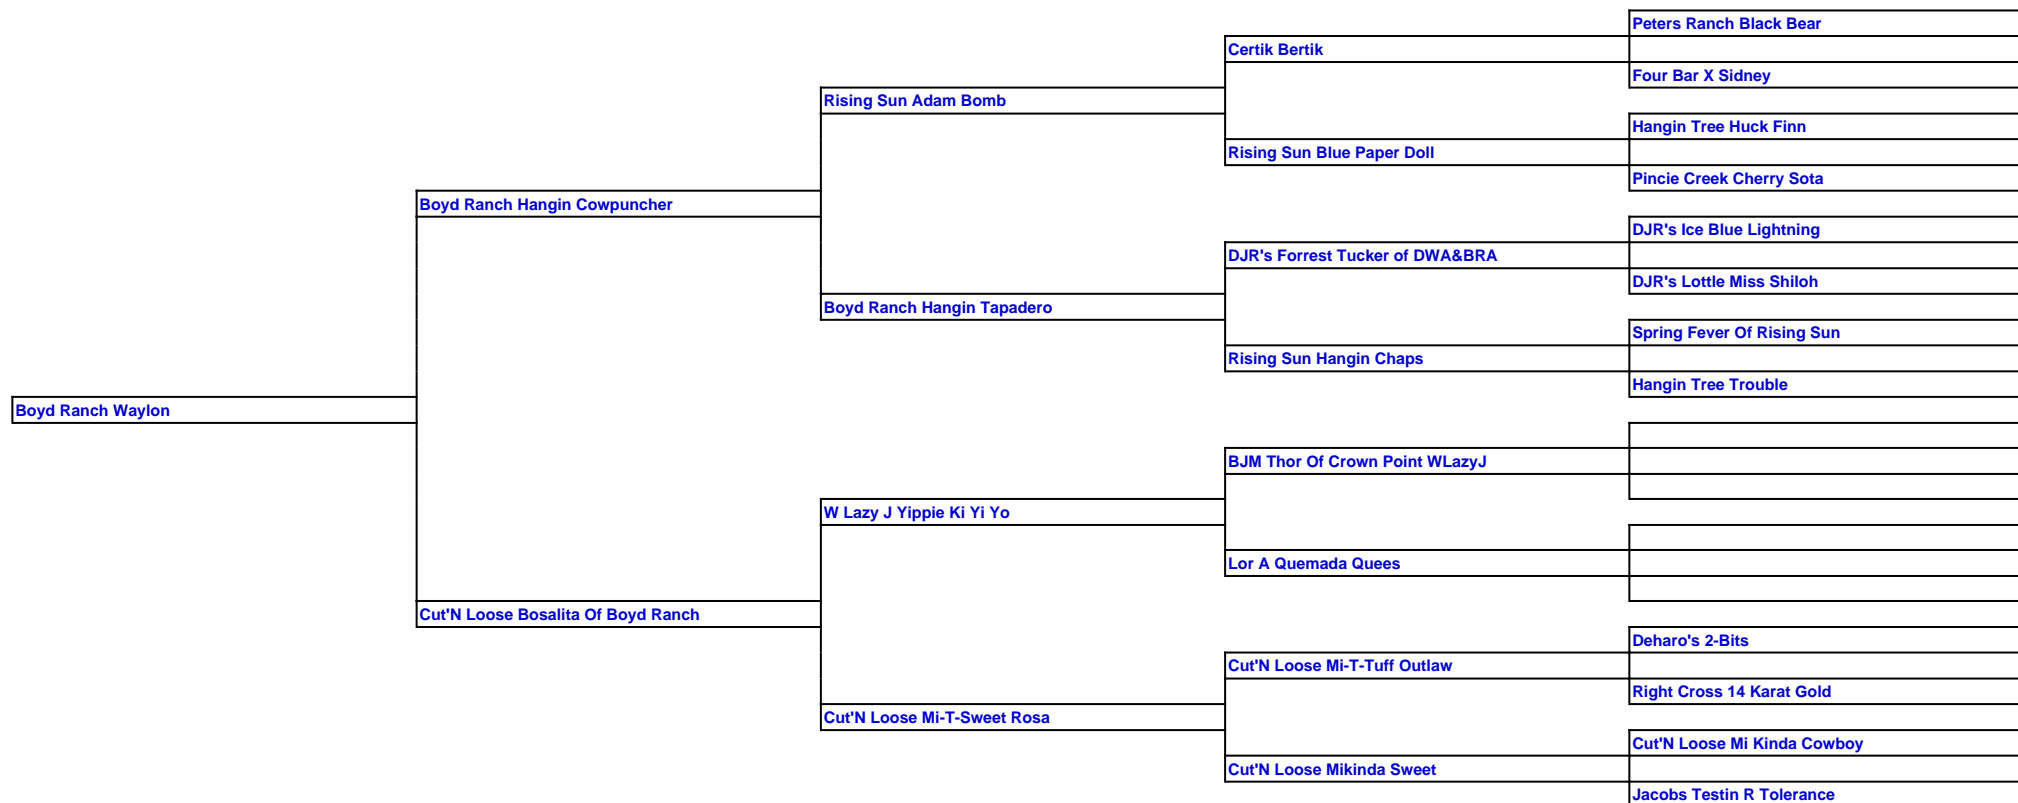 Peters Ranch Black Bear
Certik Bertik
Four Bar X Sidney
Rising Sun Adam Bomb
Hangin Tree Huck Finn
Rising Sun Blue Paper Doll
Pincie Creek Cherry Sota
Boyd Ranch Hangin Cowpuncher
DJR's Ice Blue Lightning
DJR's Forrest Tucker of DWA&BRA
DJR's Lottle Miss Shiloh
Boyd Ranch Hangin Tapadero
Spring Fever Of Rising Sun
Rising Sun Hangin Chaps
Hangin Tree Trouble
Boyd Ranch Waylon
BJM Thor Of Crown Point WLazyJ
W Lazy J Yippie Ki Yi Yo
Lor A Quemada Quees
Cut'N Loose Bosalita Of Boyd Ranch
Deharo's 2-Bits
Cut'N Loose Mi-T-Tuff Outlaw
Right Cross 14 Karat Gold
Cut'N Loose Mi-T-Sweet Rosa
Cut'N Loose Mi Kinda Cowboy
Cut'N Loose Mikinda Sweet
Jacobs Testin R Tolerance